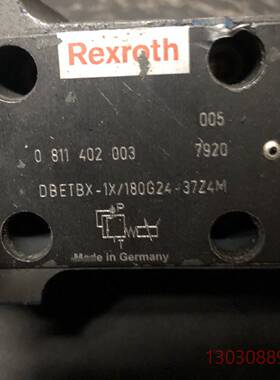 Rexroth
005
0 811 402 003 7920
DBETBX-1X/180G24-37Z4M
P
T
Made in Germany
13030889